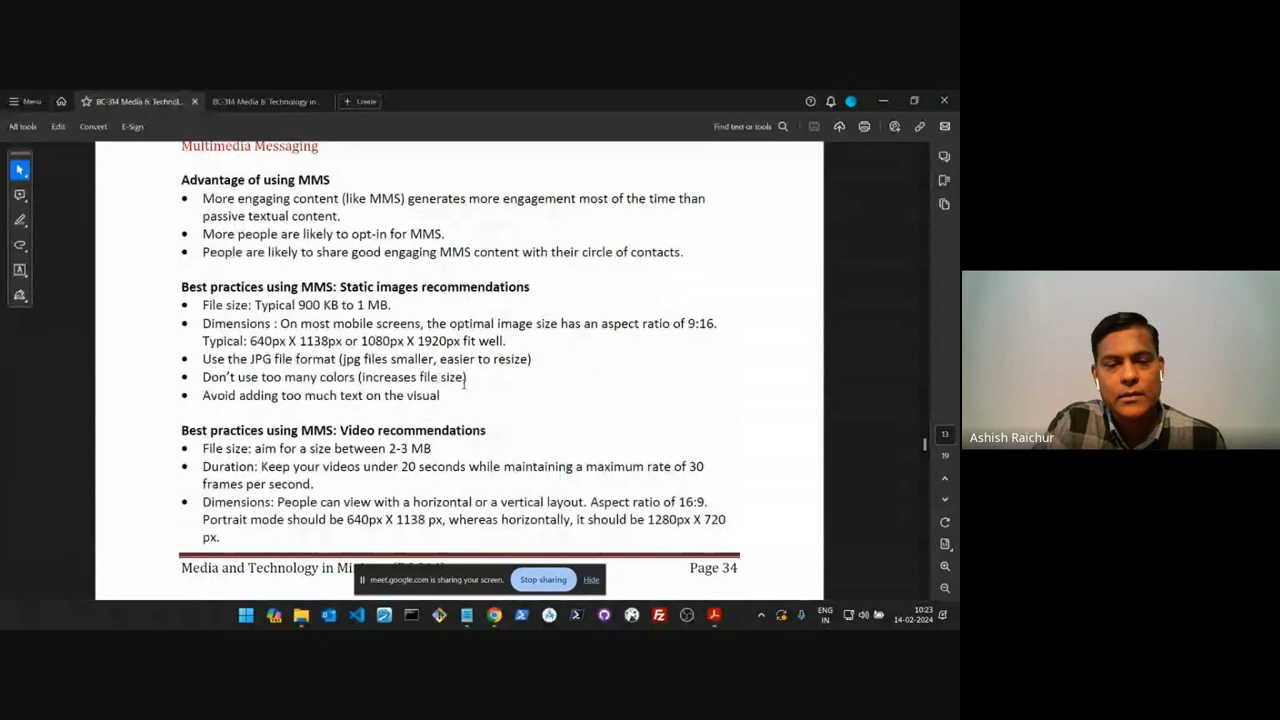 Menu
BC-314 Media & Technol...
BC-314 Media & Technology in ...
Create
All tools
Edit
Convert
E-Sign
Find text or tools
Multimedia Messaging
Advantage of using MMS
• More engaging content (like MMS) generates more engagement most of the time than
passive textual content.
• More people are likely to opt-in for MMS.
• People are likely to share good engaging MMS content with their circle of contacts.
Best practices using MMS: Static images recommendations
• File size: Typical 900 KB to 1 MB.
• Dimensions : On most mobile screens, the optimal image size has an aspect ratio of 9:16.
Typical: 640px X 1138px or 1080px X 1920px fit well.
• Use the JPG file format (jpg files smaller, easier to resize)
• Don't use too many colors (increases file size)
• Avoid adding too much text on the visual
Best practices using MMS: Video recommendations
• File size: aim for a size between 2-3 MB
• Duration: Keep your videos under 20 seconds while maintaining a maximum rate of 30
frames per second.
• Dimensions: People can view with a horizontal or a vertical layout. Aspect ratio of 16:9.
Portrait mode should be 640px X 1138 px, whereas horizontally, it should be 1280px X 720
px.
Media and Technology in
Page 34
13
19
meet.google.com is sharing your screen.
Stop sharing
Hide
ENG
IN
10:23
14-02-2024
Ashish Raichur